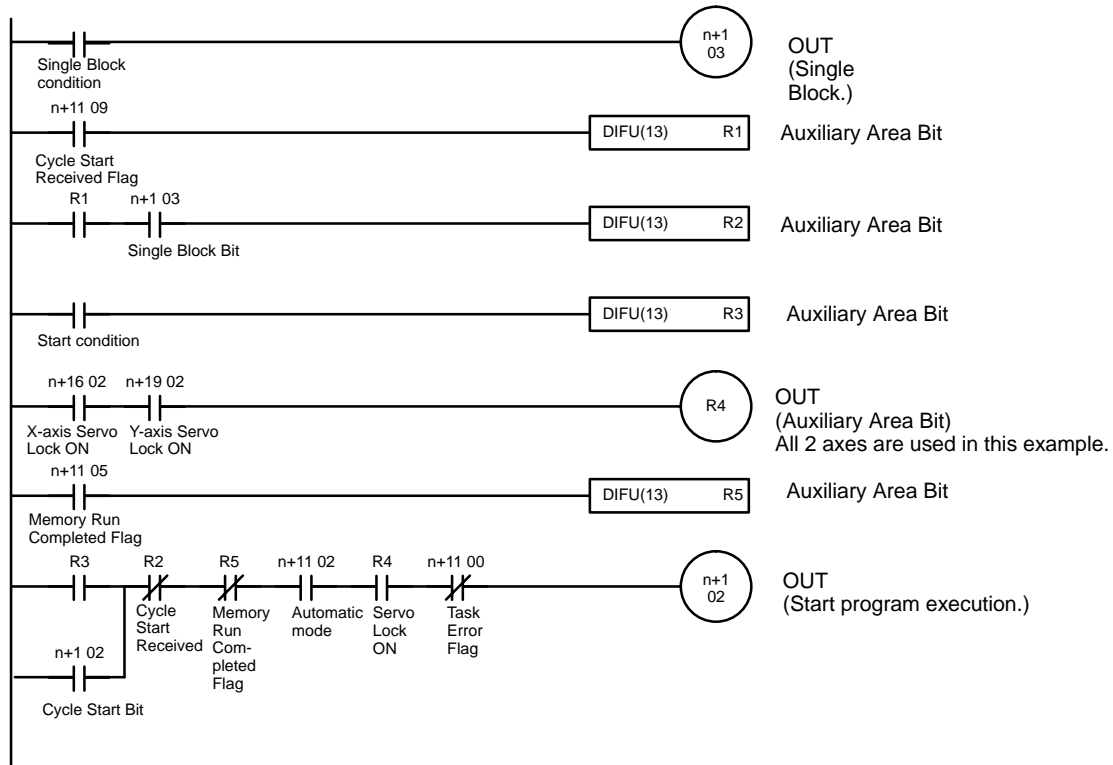 n+1
03
OUT
(Single
Block.)
Single Block
condition
n+11 09
DIFU(13) R1
Auxiliary Area Bit
Cycle Start
Received Flag
R1 n+1 03
DIFU(13) R2
Auxiliary Area Bit
Single Block Bit
DIFU(13) R3
Auxiliary Area Bit
Start condition
n+16 02 n+19 02
R4
OUT
(Auxiliary Area Bit)
All 2 axes are used in this example.
X-axis Servo
Lock ON
Y-axis Servo
Lock ON
n+11 05
DIFU(13) R5
Auxiliary Area Bit
Memory Run
Completed Flag
R3 R2 R5 n+11 02 R4 n+11 00
n+1
02
OUT
(Start program execution.)
Cycle
Start
Received
Memory
Run
Com-
pleted
Flag
Automatic
mode
Servo
Lock
ON
Task
Error
Flag
n+1 02
Cycle Start Bit